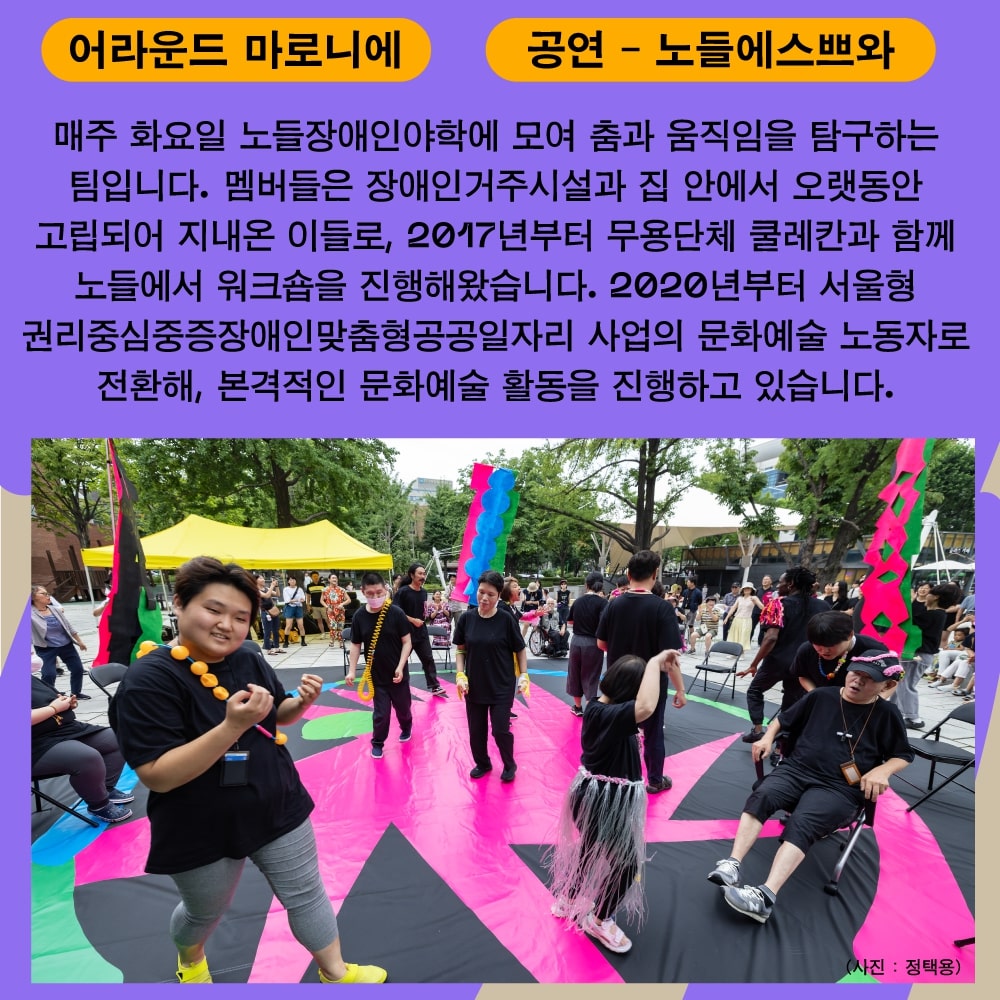 어라운드 마로니에
공연 - 노들에스쁘와
매주 화요일 노들장애인야학에 모여 춤과 움직임을 탐구하는
팀입니다. 멤버들은 장애인거주시설과 집 안에서 오랫동안
고립되어 지내온 이들로, 2017년부터 무용단체 쿨레칸과 함께
노들에서 워크숍을 진행해왔습니다. 2020년부터 서울형
권리중심중증장애인맞춤형공공일자리 사업의 문화예술 노동자로
전환해, 본격적인 문화예술 활동을 진행하고 있습니다.
(사진 : 정택용)